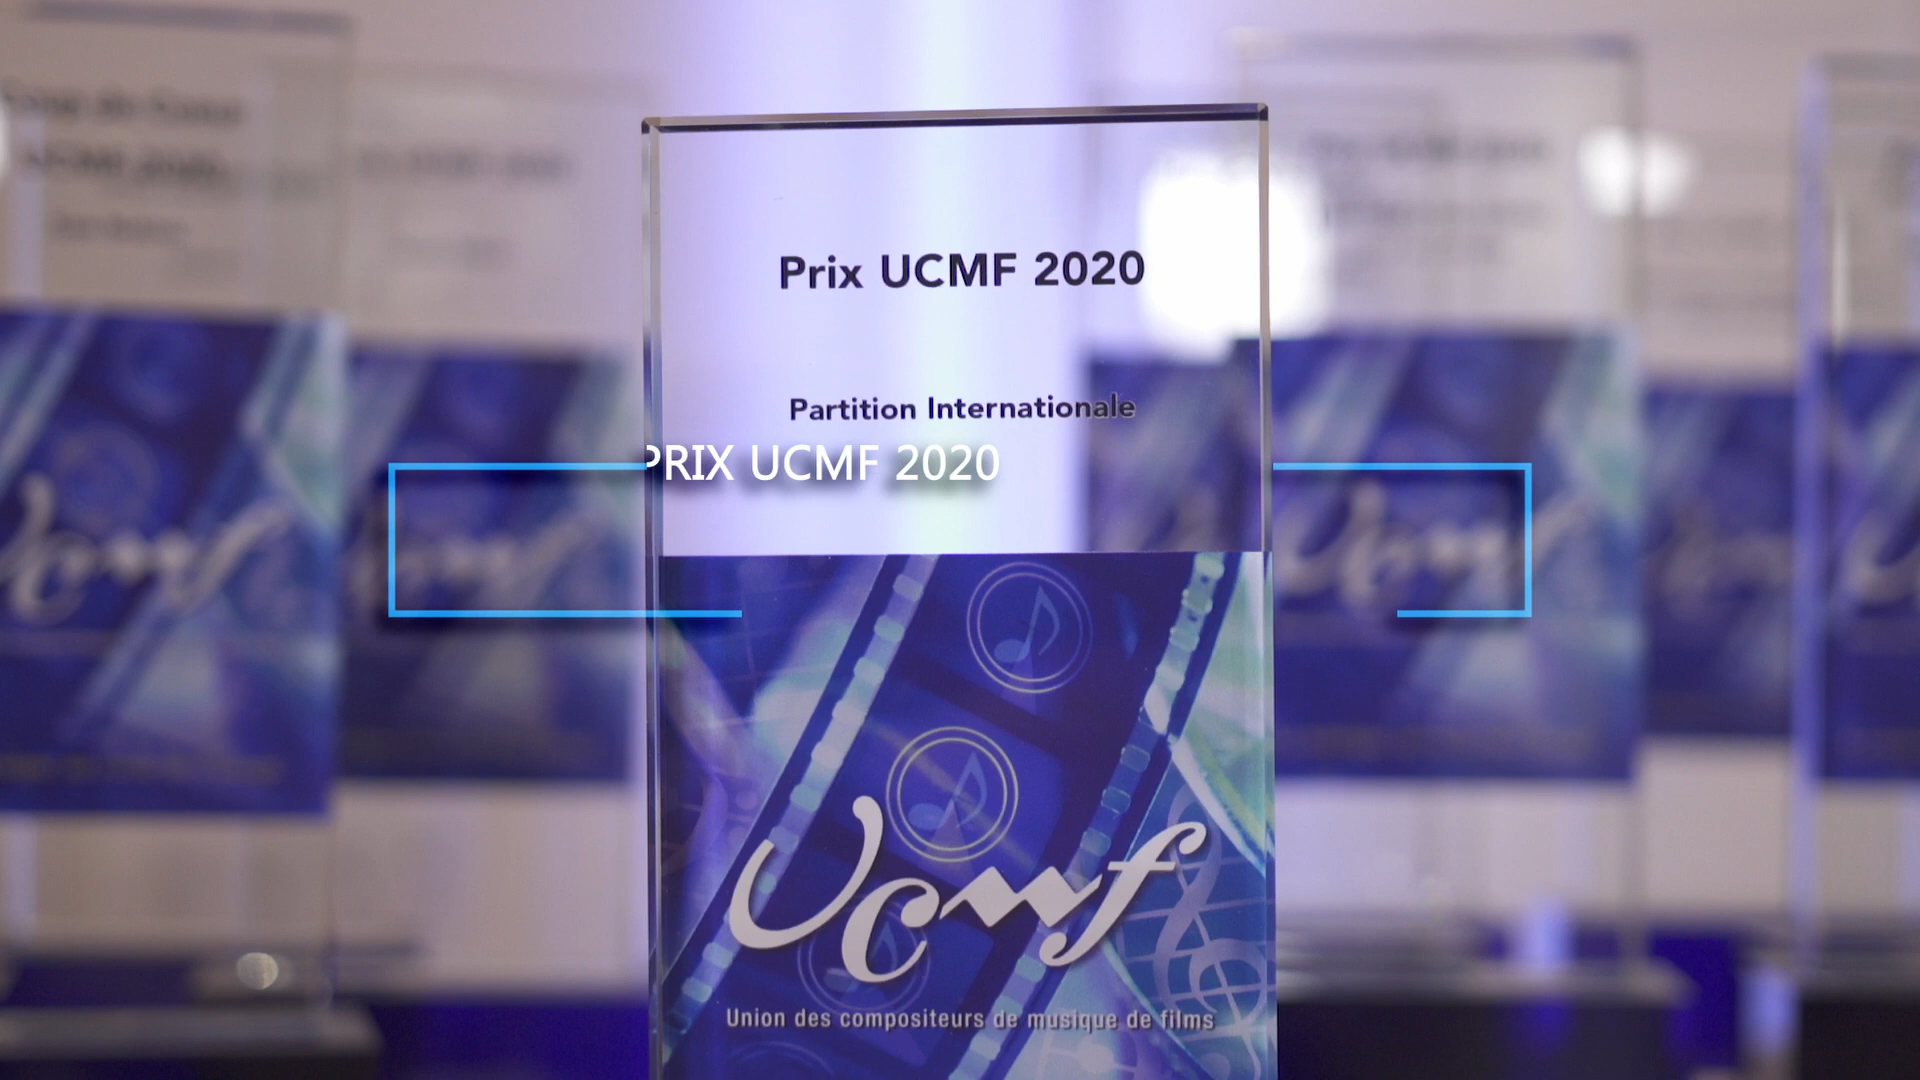 Prix UCMF 2020
Partition Internationale
PRIX UCMF 2020
ucmf
Union des compositeurs de musique de films